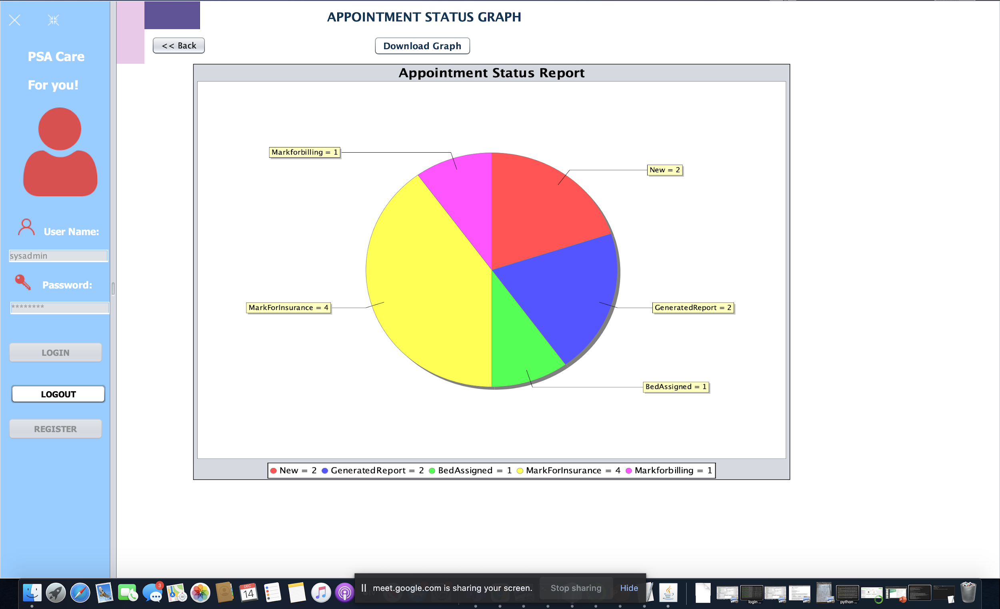 APPOINTMENT STATUS GRAPH
<< Back
Download Graph
PSA Care
For you!
User Name:
sysadmin
Password:
********
LOGIN
LOGOUT
REGISTER
Appointment Status Report
Markforbilling = 1
New = 2
MarkForInsurance = 4
GeneratedReport = 2
BedAssigned = 1
New = 2 GeneratedReport = 2 BedAssigned = 1 MarkForInsurance = 4 Markforbilling = 1
3
DEC
14
meet.google.com is sharing your screen. Stop sharing Hide
login ...
python ...